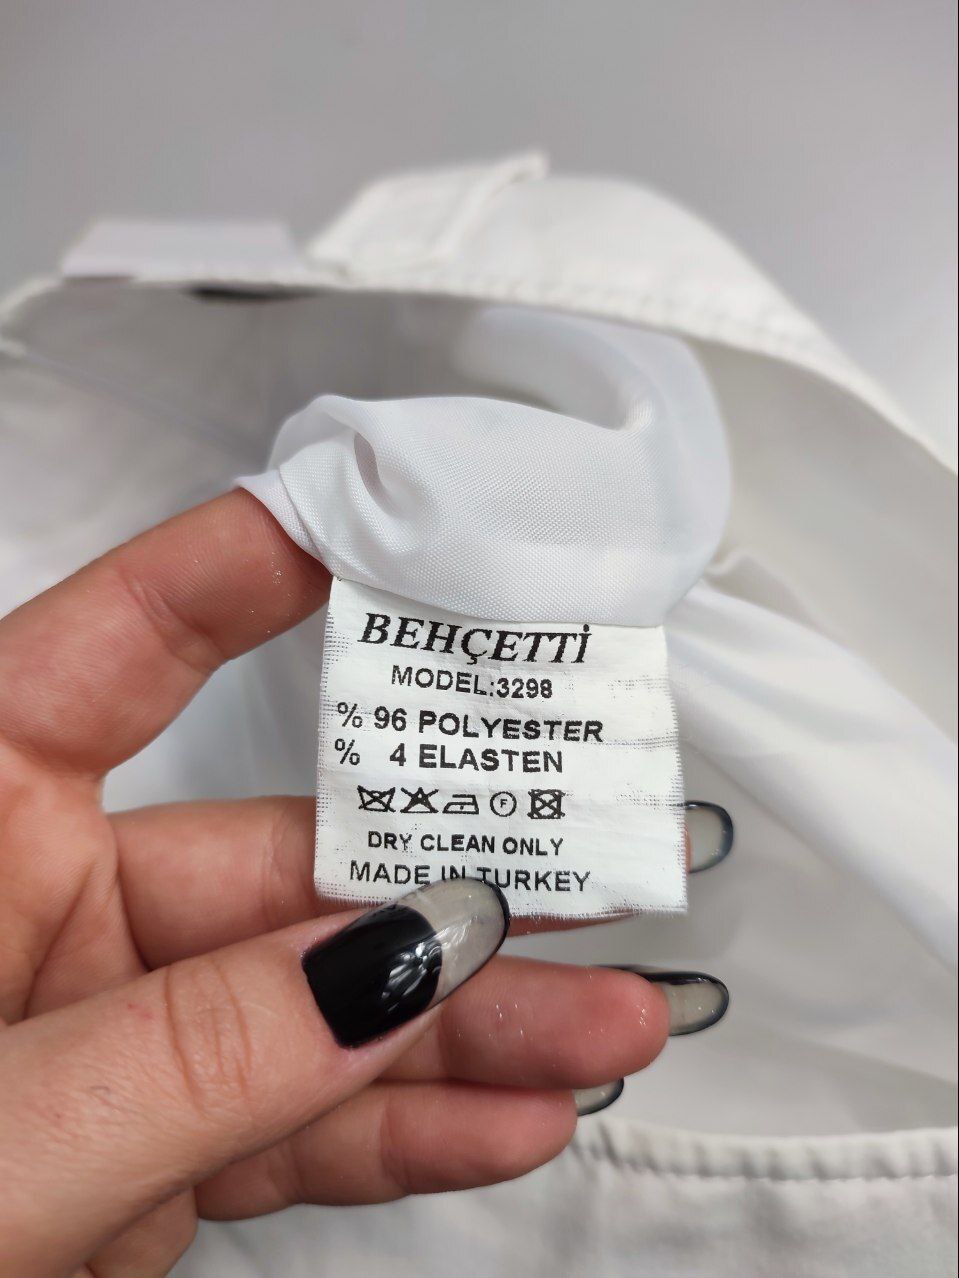 BEHÇETTİ
MODEL:3298
% 96 POLYESTER
% 4 ELASTEN
F
DRY CLEAN ONLY
MADE IN TURKEY